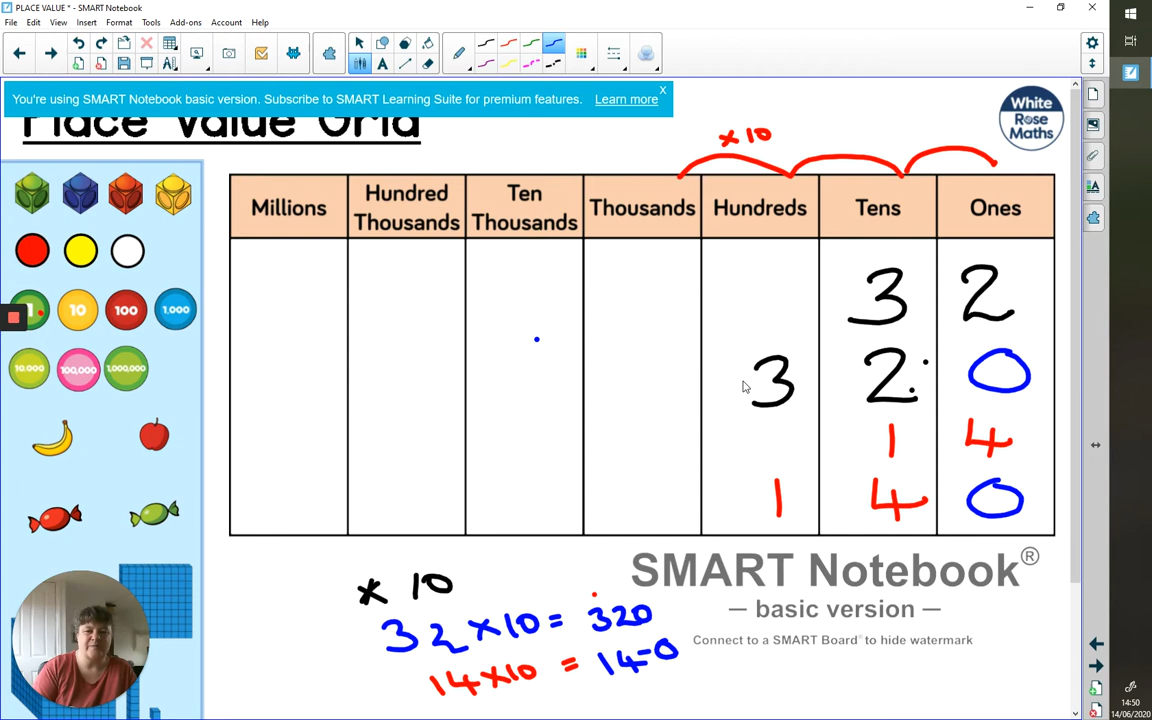 PLACE VALUE * - SMART Notebook
File Edit View Insert Format Tools Add-ons Account Help
You're using SMART Notebook basic version. Subscribe to SMART Learning Suite for premium features. Learn more X
Place Value Grid
White
Rose
Maths
× 10
Millions Hundred Thousands Ten Thousands Thousands Hundreds Tens Ones
3 2
3 2 0
1 4
1 4 0
1 10 100 1,000
10,000 100,000 1,000,000
SMART Notebook®
— basic version —
Connect to a SMART Board to hide watermark
× 10
32 × 10 = 320
14 × 10 = 140
14:50
14/06/2020